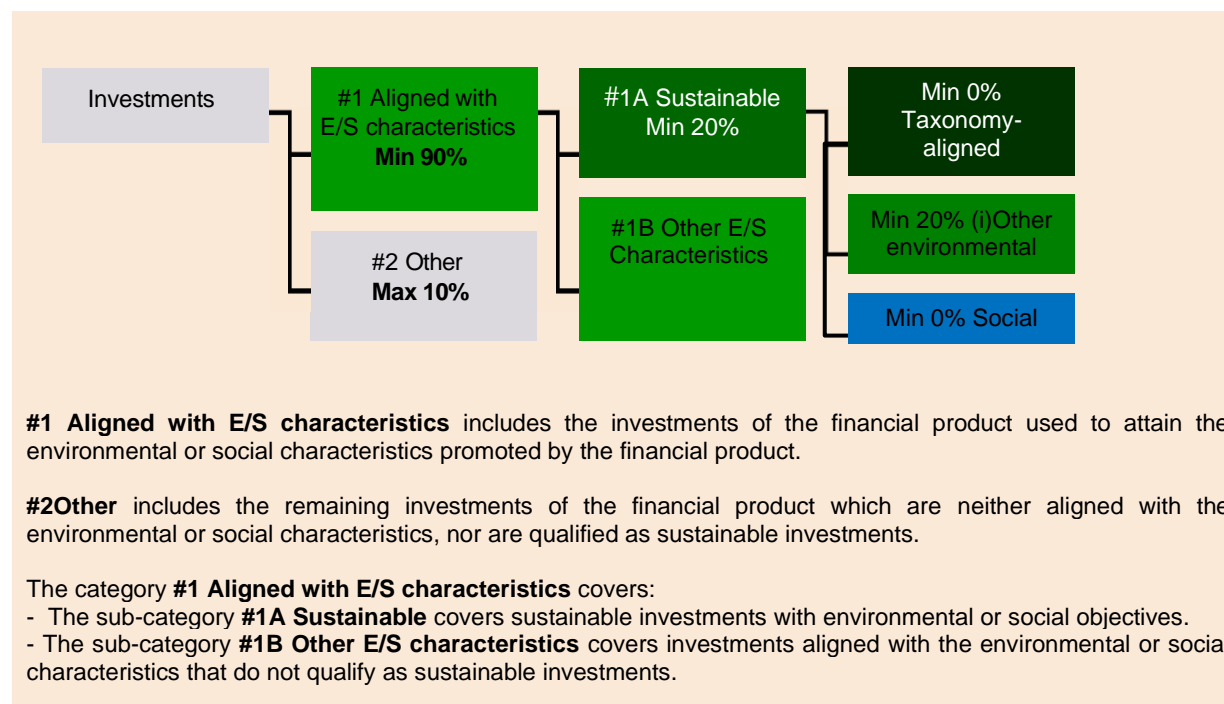 Investments
#1 Aligned with
E/S characteristics
Min 90%
#2 Other
Max 10%
#1A Sustainable
Min 20%
#1B Other E/S
Characteristics
Min 0%
Taxonomy-
aligned
Min 20% (i)Other
environmental
Min 0% Social
#1 Aligned with E/S characteristics includes the investments of the financial product used to attain the
environmental or social characteristics promoted by the financial product.
#2Other includes the remaining investments of the financial product which are neither aligned with the
environmental or social characteristics, nor are qualified as sustainable investments.
The category #1 Aligned with E/S characteristics covers:
- The sub-category #1A Sustainable covers sustainable investments with environmental or social objectives.
- The sub-category #1B Other E/S characteristics covers investments aligned with the environmental or social
characteristics that do not qualify as sustainable investments.